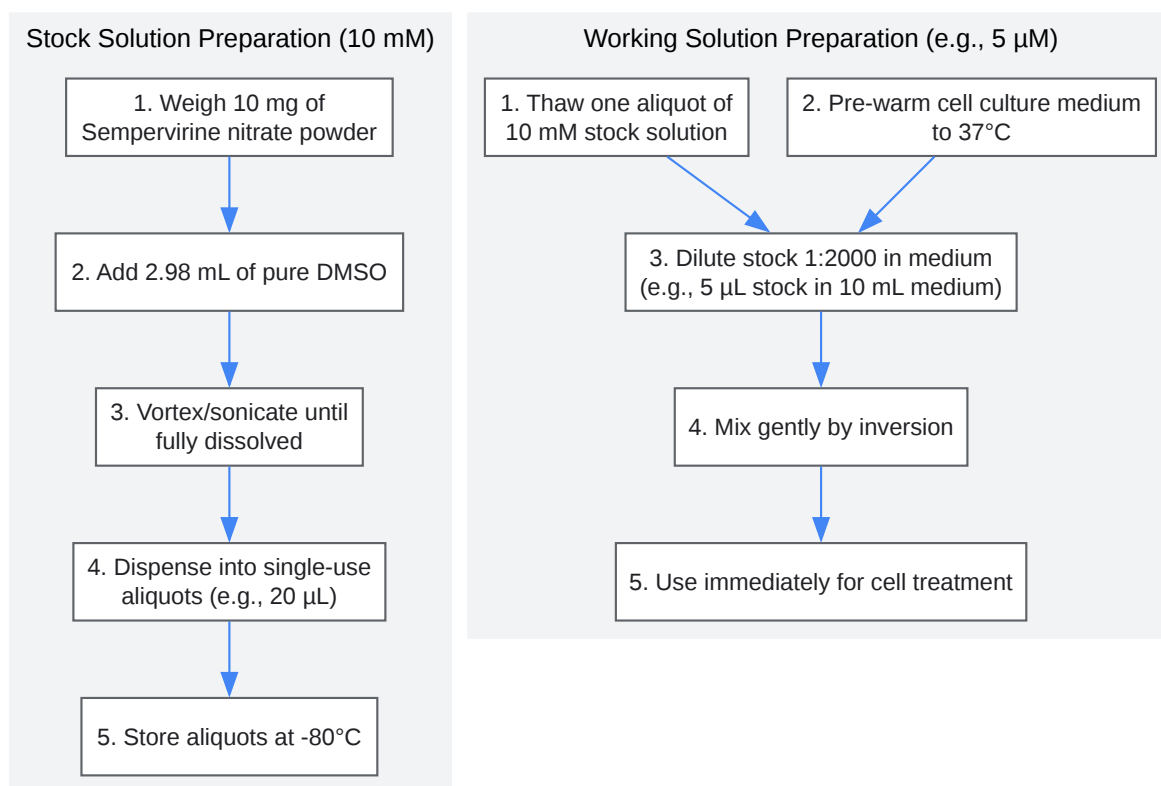 Stock Solution Preparation (10 mM)
1. Weigh 10 mg of
Sempervirine nitrate powder
2. Add 2.98 mL of pure DMSO
3. Vortex/sonicate until
fully dissolved
4. Dispense into single-use
aliquots (e.g., 20 µL)
5. Store aliquots at -80°C
Working Solution Preparation (e.g., 5 µM)
1. Thaw one aliquot of
10 mM stock solution
2. Pre-warm cell culture medium
to 37°C
3. Dilute stock 1:2000 in medium
(e.g., 5 µL stock in 10 mL medium)
4. Mix gently by inversion
5. Use immediately for cell treatment